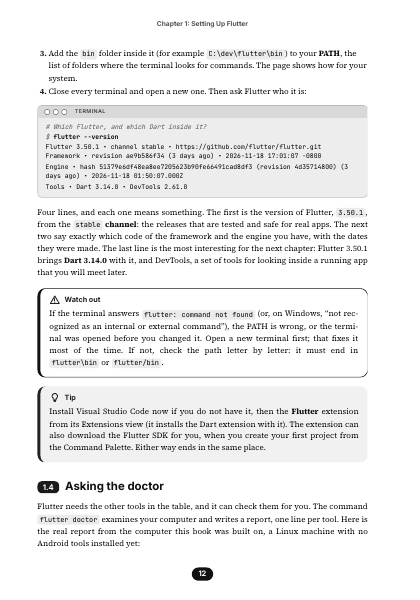 Chapter 1: Setting Up Flutter
3. Add the bin folder inside it (for example C:\dev\flutter\bin) to your PATH, the
list of folders where the terminal looks for commands. The page shows how for your
system.
4. Close every terminal and open a new one. Then ask Flutter who it is:
TERMINAL
# Which Flutter, and which Dart inside it?
$ flutter --version
Flutter 3.50.1 • channel stable • https://github.com/flutter/flutter.git
Framework • revision ae9b586f34 (3 days ago) • 2026-11-18 17:01:07 -0800
Engine • hash 51379e6df48ea8ee7205623b90fe66491cad8df3 (revision 4d35714800) (3
days ago) • 2026-11-18 01:50:07.000Z
Tools • Dart 3.14.0 • DevTools 2.61.0
Four lines, and each one means something. The first is the version of Flutter, 3.50.1,
from the stable channel: the releases that are tested and safe for real apps. The next
two say exactly which code of the framework and the engine you have, with the dates
they were made. The last line is the most interesting for the next chapter: Flutter 3.50.1
brings Dart 3.14.0 with it, and DevTools, a set of tools for looking inside a running app
that you will meet later.
Watch out
If the terminal answers flutter: command not found (or, on Windows, “not rec-
ognized as an internal or external command”), the PATH is wrong, or the termi-
nal was opened before you changed it. Open a new terminal first; that fixes it
most of the time. If not, check the path letter by letter: it must end in
flutter\bin or flutter/bin.
Tip
Install Visual Studio Code now if you do not have it, then the Flutter extension
from its Extensions view (it installs the Dart extension with it). The extension can
also download the Flutter SDK for you, when you create your first project from
the Command Palette. Either way ends in the same place.
1.4 Asking the doctor
Flutter needs the other tools in the table, and it can check them for you. The command
flutter doctor examines your computer and writes a report, one line per tool. Here is
the real report from the computer this book was built on, a Linux machine with no
Android tools installed yet:
12